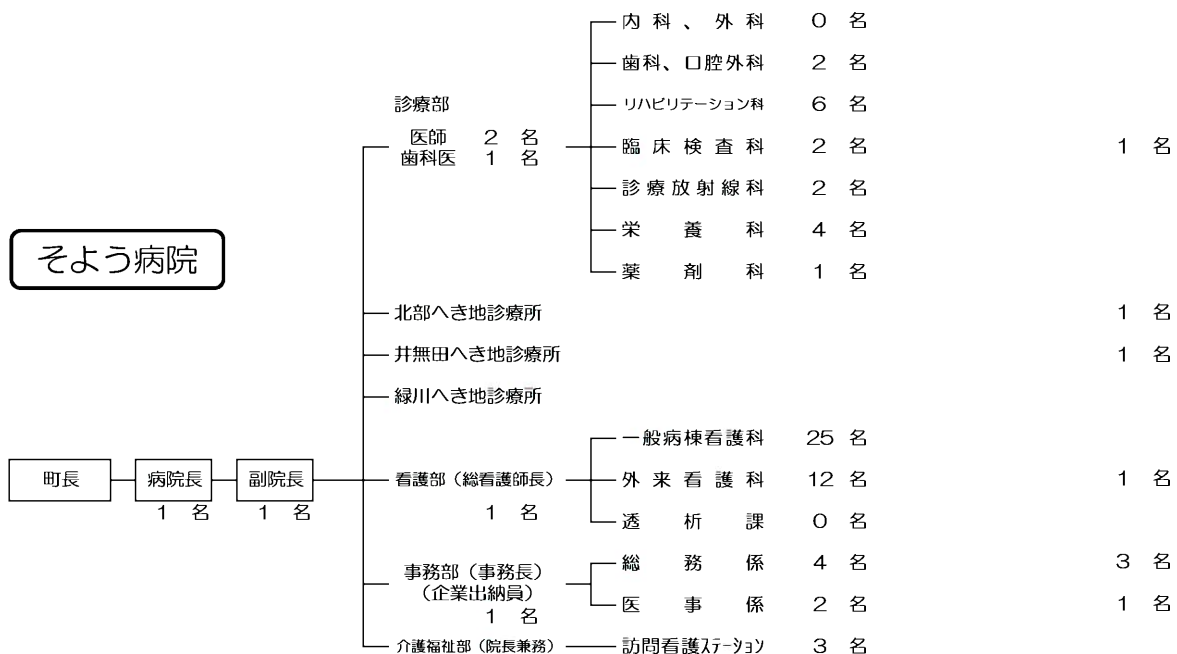 内科、外科 0名
歯科、口腔外科 2名
診療部
リハビリテーション科 6名
医師 2名
歯科医 1名
臨床検査科 2名 1名
診療放射線科 2名
そよう病院
栄養科 4名
薬剤科 1名
北部へき地診療所 1名
井無田へき地診療所 1名
緑川へき地診療所
一般病棟看護科 25名
町長 病院長 副院長 看護部（総看護師長） 外来看護科 12名 1名
1名 1名 1名
透析課 0名
事務部（事務長） 総務係 4名 3名
（企業出納員）
1名
医事係 2名 1名
介護福祉部（院長兼務） 訪問看護ステーション 3名